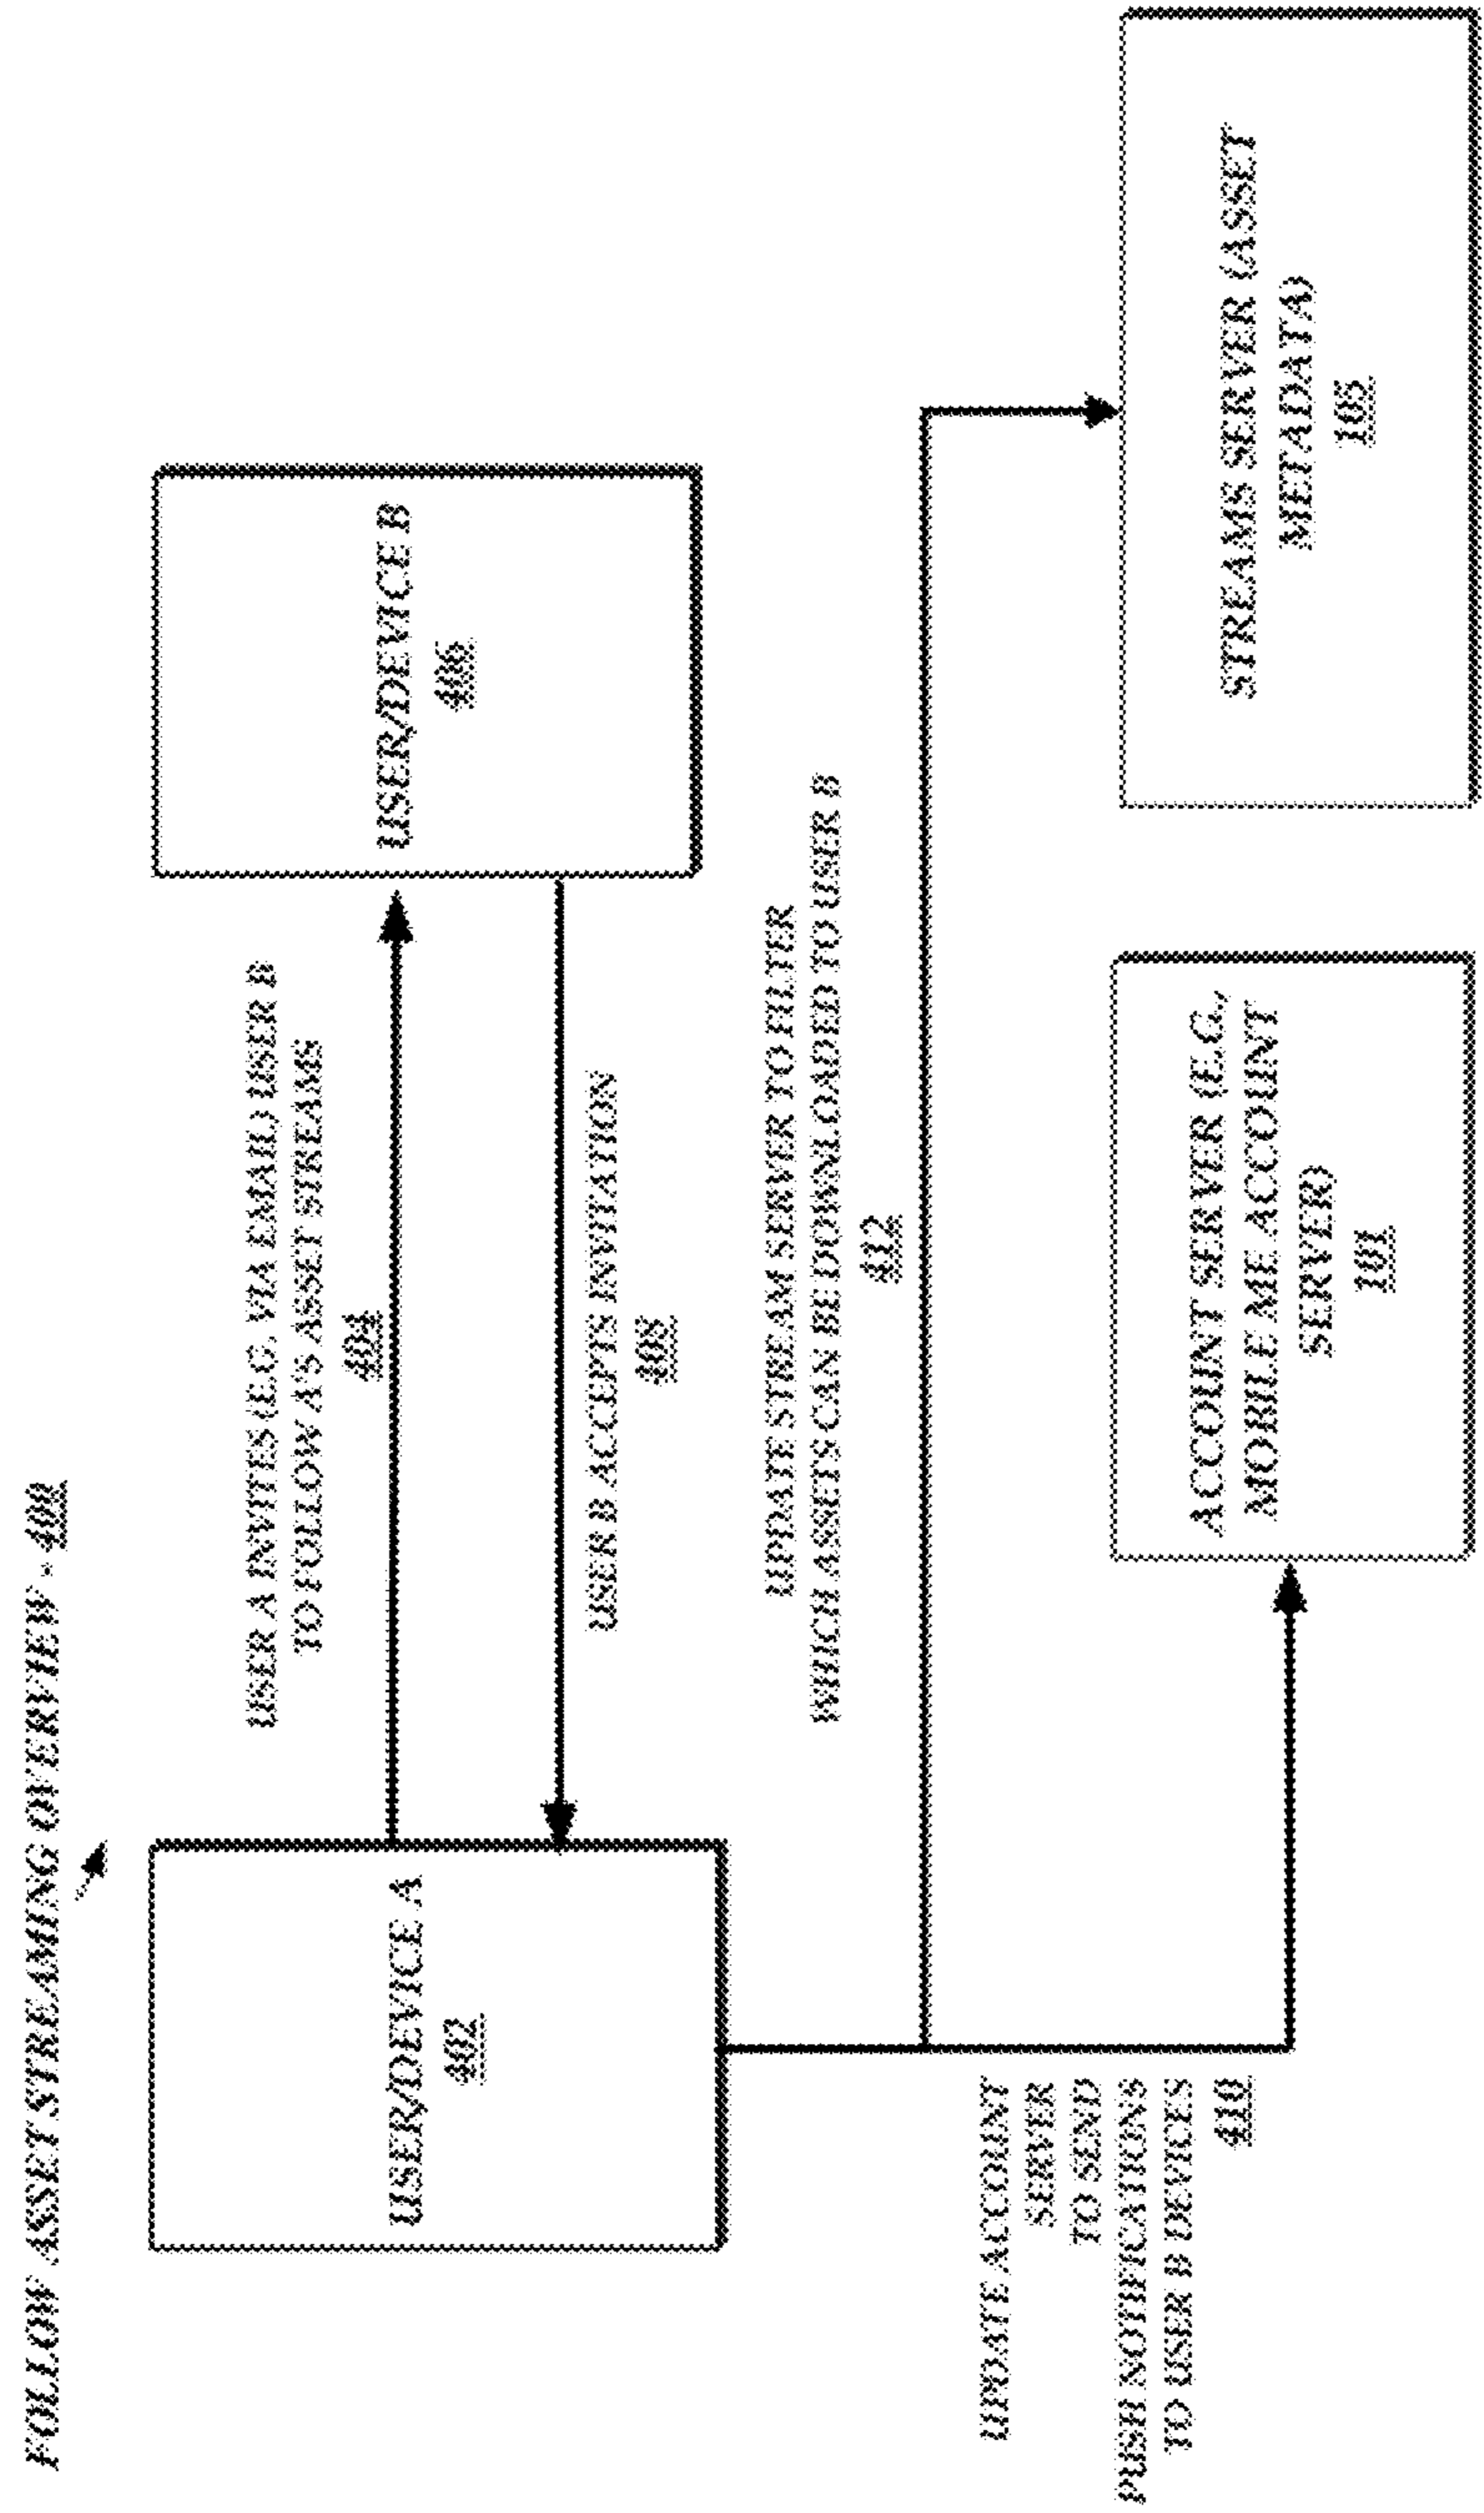 FOLLOW ASSET STREAMING OVERVIEW - 400
USER A INVITES (E.G. VIA EMAIL) USER B
TO FOLLOW A'S ASSET STREAMS
404
USER/DEVICE A
402
USER/DEVICE B
406
USER B ACCEPTS INVITATION
408
UPDATE STREAM SERVER TO FILTER
WHICH ASSETS CAN BE DOWNLOADED TO USER B
412
UPDATE ACCOUNT
SERVER
TO SEND
PUSH NOTIFICATIONS
TO USER B DEVICES
410
ACCOUNT SERVER (E.G.,
MOBILE ME ACCOUNT
SERVER)
101
STREAMS SERVER (ASSET
METADATA)
105